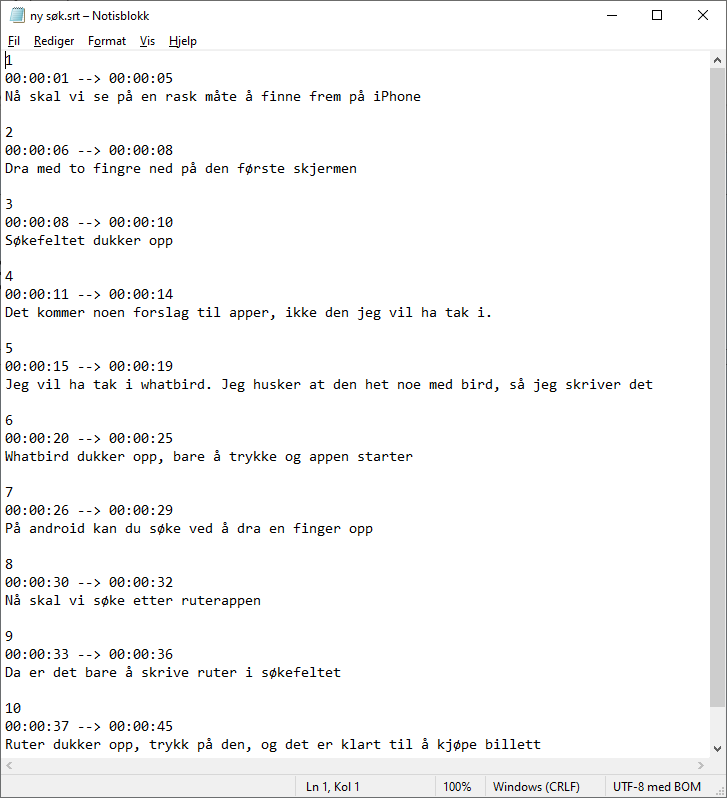 ny søk.srt – Notisblokk
Fil Rediger Format Vis Hjelp
1
00:00:01 --> 00:00:05
Nå skal vi se på en rask måte å finne frem på iPhone
2
00:00:06 --> 00:00:08
Dra med to fingre ned på den første skjermen
3
00:00:08 --> 00:00:10
Søkefeltet dukker opp
4
00:00:11 --> 00:00:14
Det kommer noen forslag til apper, ikke den jeg vil ha tak i.
5
00:00:15 --> 00:00:19
Jeg vil ha tak i whatbird. Jeg husker at den het noe med bird, så jeg skriver det
6
00:00:20 --> 00:00:25
Whatbird dukker opp, bare å trykke og appen starter
7
00:00:26 --> 00:00:29
På android kan du søke ved å dra en finger opp
8
00:00:30 --> 00:00:32
Nå skal vi søke etter ruterappen
9
00:00:33 --> 00:00:36
Da er det bare å skrive ruter i søkefeltet
10
00:00:37 --> 00:00:45
Ruter dukker opp, trykk på den, og det er klart til å kjøpe billett
Ln 1, Kol 1 100% Windows (CRLF) UTF-8 med BOM